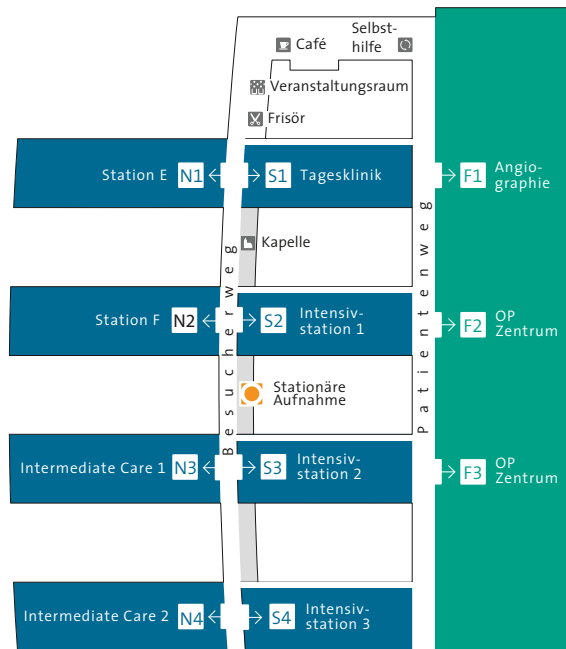 Selbst-
hilfe
Café
Veranstaltungsraum
Frisör
Station E N1 S1 Tagesklinik
F1 Angio-
graphie
Kapelle
Besucherweg
Patientenweg
Station F N2 S2 Intensiv-
station 1
F2 OP
Zentrum
Stationäre
Aufnahme
Intermediate Care 1 N3 S3 Intensiv-
station 2
F3 OP
Zentrum
Intermediate Care 2 N4 S4 Intensiv-
station 3